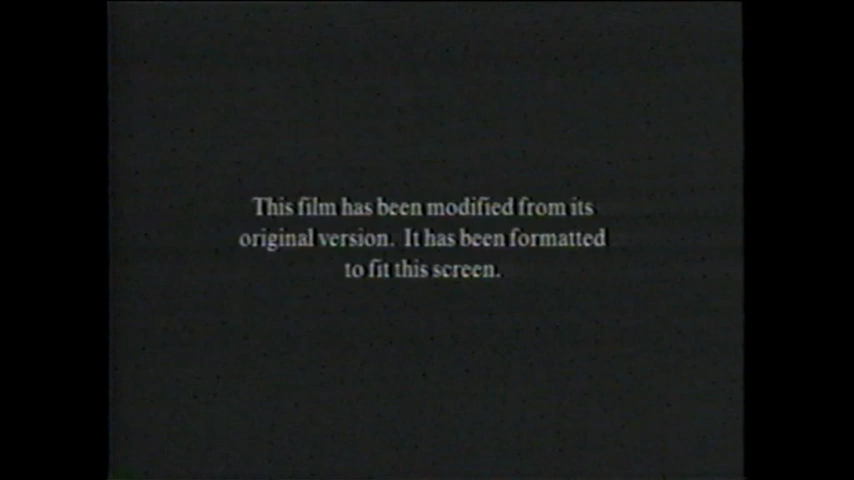 This film has been modified from its
original version. It has been formatted
to fit this screen.